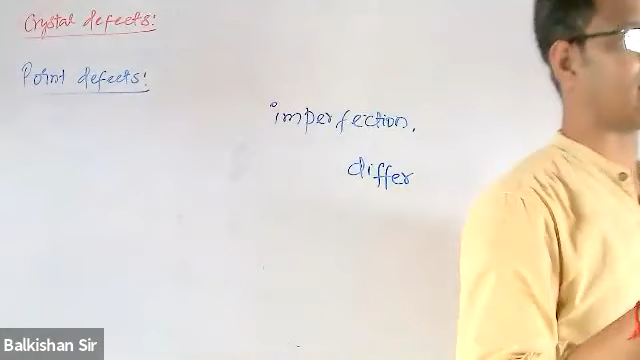 Crystal defects:
Point defects:
imperfection.
differ
Balkishan Sir